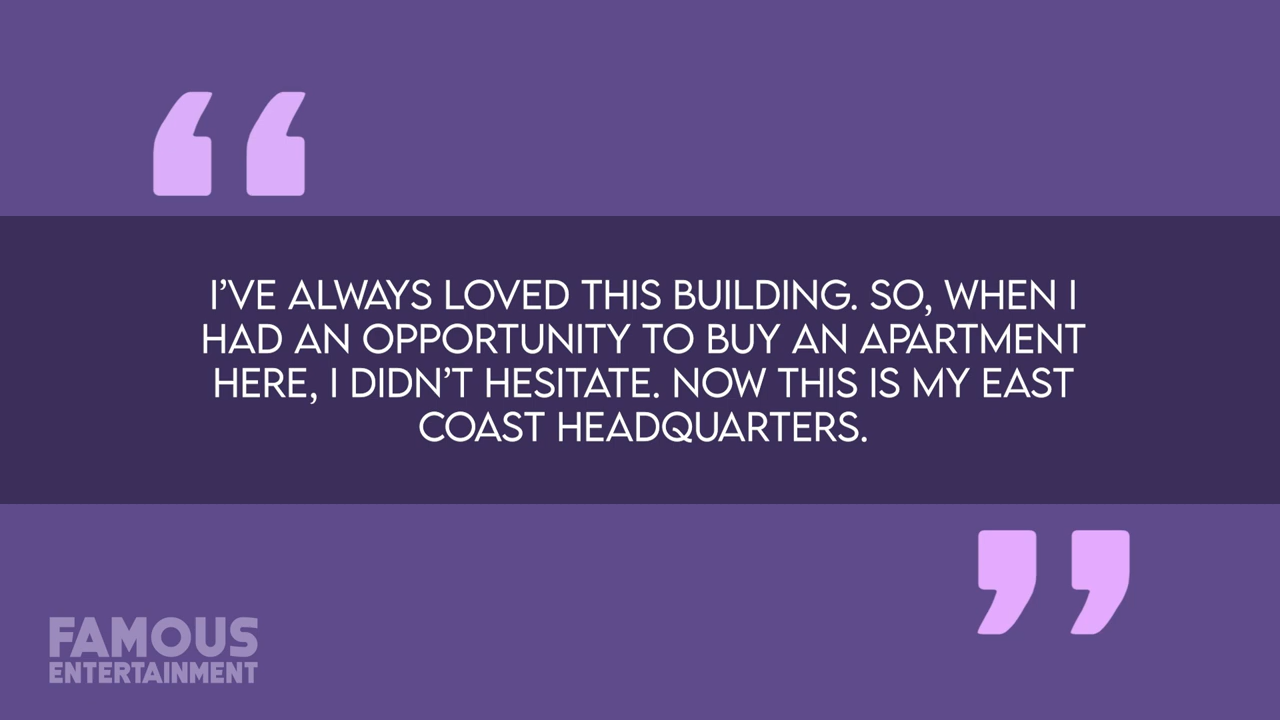 I'VE ALWAYS LOVED THIS BUILDING. SO, WHEN I
HAD AN OPPORTUNITY TO BUY AN APARTMENT
HERE, I DIDN'T HESITATE. NOW THIS IS MY EAST
COAST HEADQUARTERS.
FAMOUS
ENTERTAINMENT